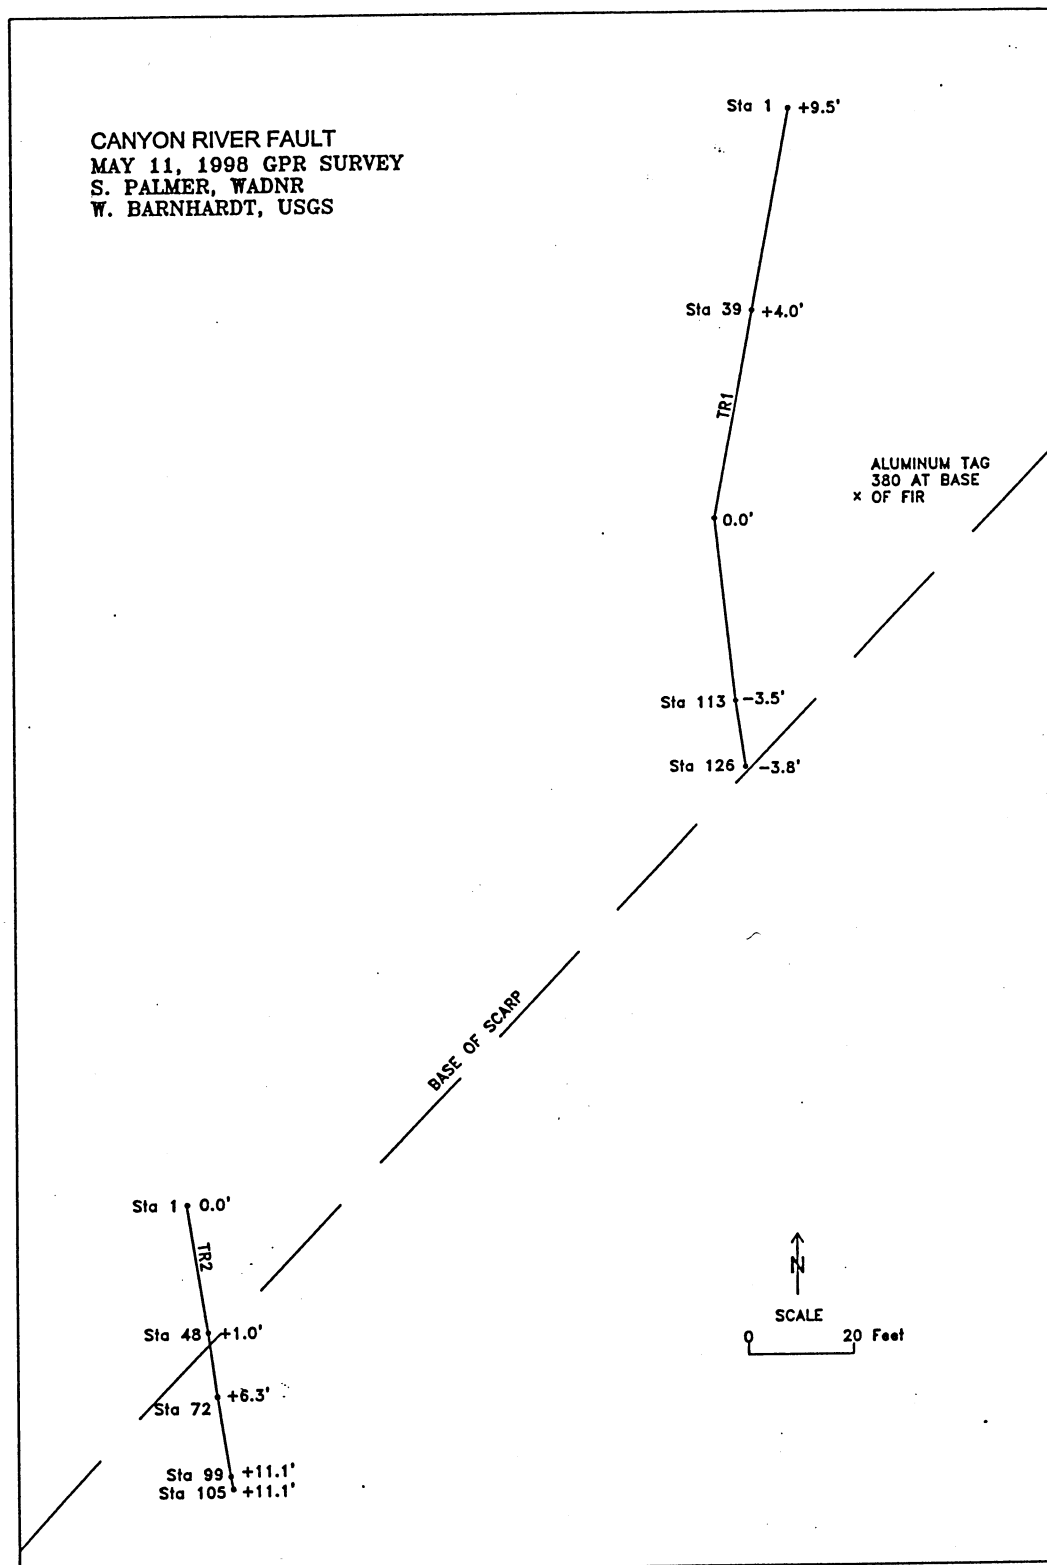 CANYON RIVER FAULT
MAY 11, 1998 GPR SURVEY
S. PALMER, WADNR
W. BARNHARDT, USGS
Sta 1 +9.5'
Sta 39 +4.0'
TR1
ALUMINUM TAG
380 AT BASE
x OF FIR
0.0'
Sta 113 -3.5'
Sta 126 -3.8'
BASE OF SCARP
Sta 1 0.0'
TR2
Sta 48 +1.0'
Sta 72 +6.3'
Sta 99 +11.1'
Sta 105 +11.1'
N
SCALE
0 20 Feet